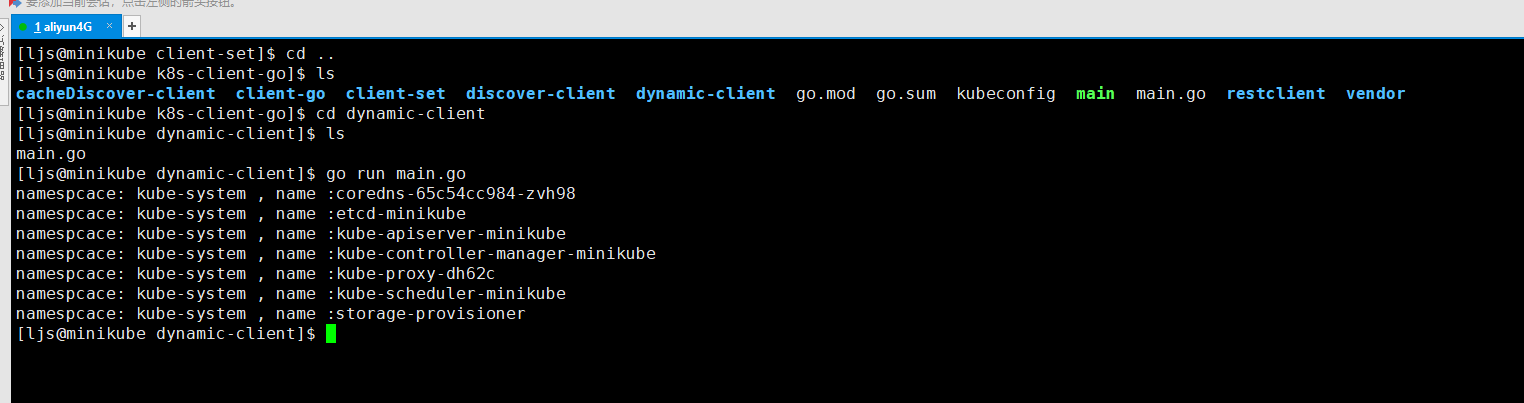 要添加当前会话，点击左侧的箭头按钮。
1 aliyun4G × +
[ljs@minikube client-set]$ cd ..
[ljs@minikube k8s-client-go]$ ls
cacheDiscover-client client-go client-set discover-client dynamic-client go.mod go.sum kubeconfig main main.go restclient vendor
[ljs@minikube k8s-client-go]$ cd dynamic-client
[ljs@minikube dynamic-client]$ ls
main.go
[ljs@minikube dynamic-client]$ go run main.go
namespcace: kube-system , name :coredns-65c54cc984-zvh98
namespcace: kube-system , name :etcd-minikube
namespcace: kube-system , name :kube-apiserver-minikube
namespcace: kube-system , name :kube-controller-manager-minikube
namespcace: kube-system , name :kube-proxy-dh62c
namespcace: kube-system , name :kube-scheduler-minikube
namespcace: kube-system , name :storage-provisioner
[ljs@minikube dynamic-client]$